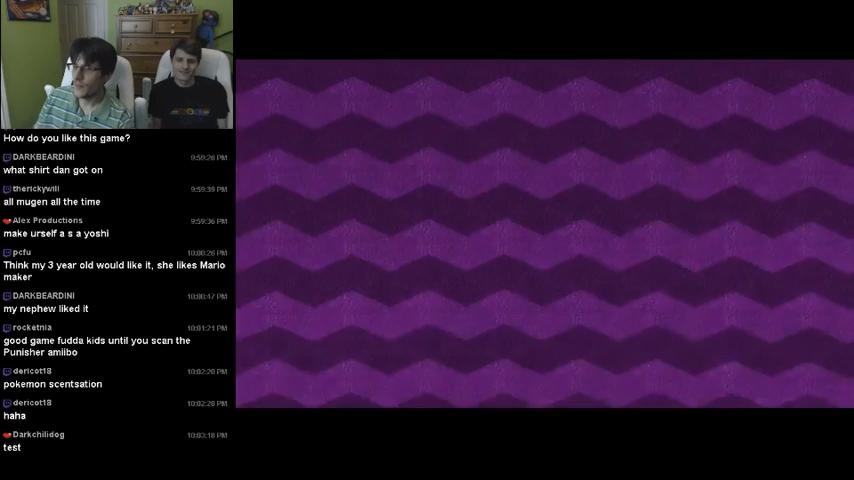 How do you like this game?
DARKBEARDINI 9:59:26 PM
what shirt dan got on
therickywill 9:59:39 PM
all mugen all the time
Alex Productions 9:59:36 PM
make urself a s a yoshi
pcfu 10:00:26 PM
Think my 3 year old would like it, she likes Mario
maker
DARKBEARDINI 10:00:47 PM
my nephew liked it
rocketnia 10:01:21 PM
good game fudda kids until you scan the
Punisher amiibo
dericot18 10:02:20 PM
pokemon scentsation
dericot18 10:02:28 PM
haha
Darkchilidog 10:03:18 PM
test